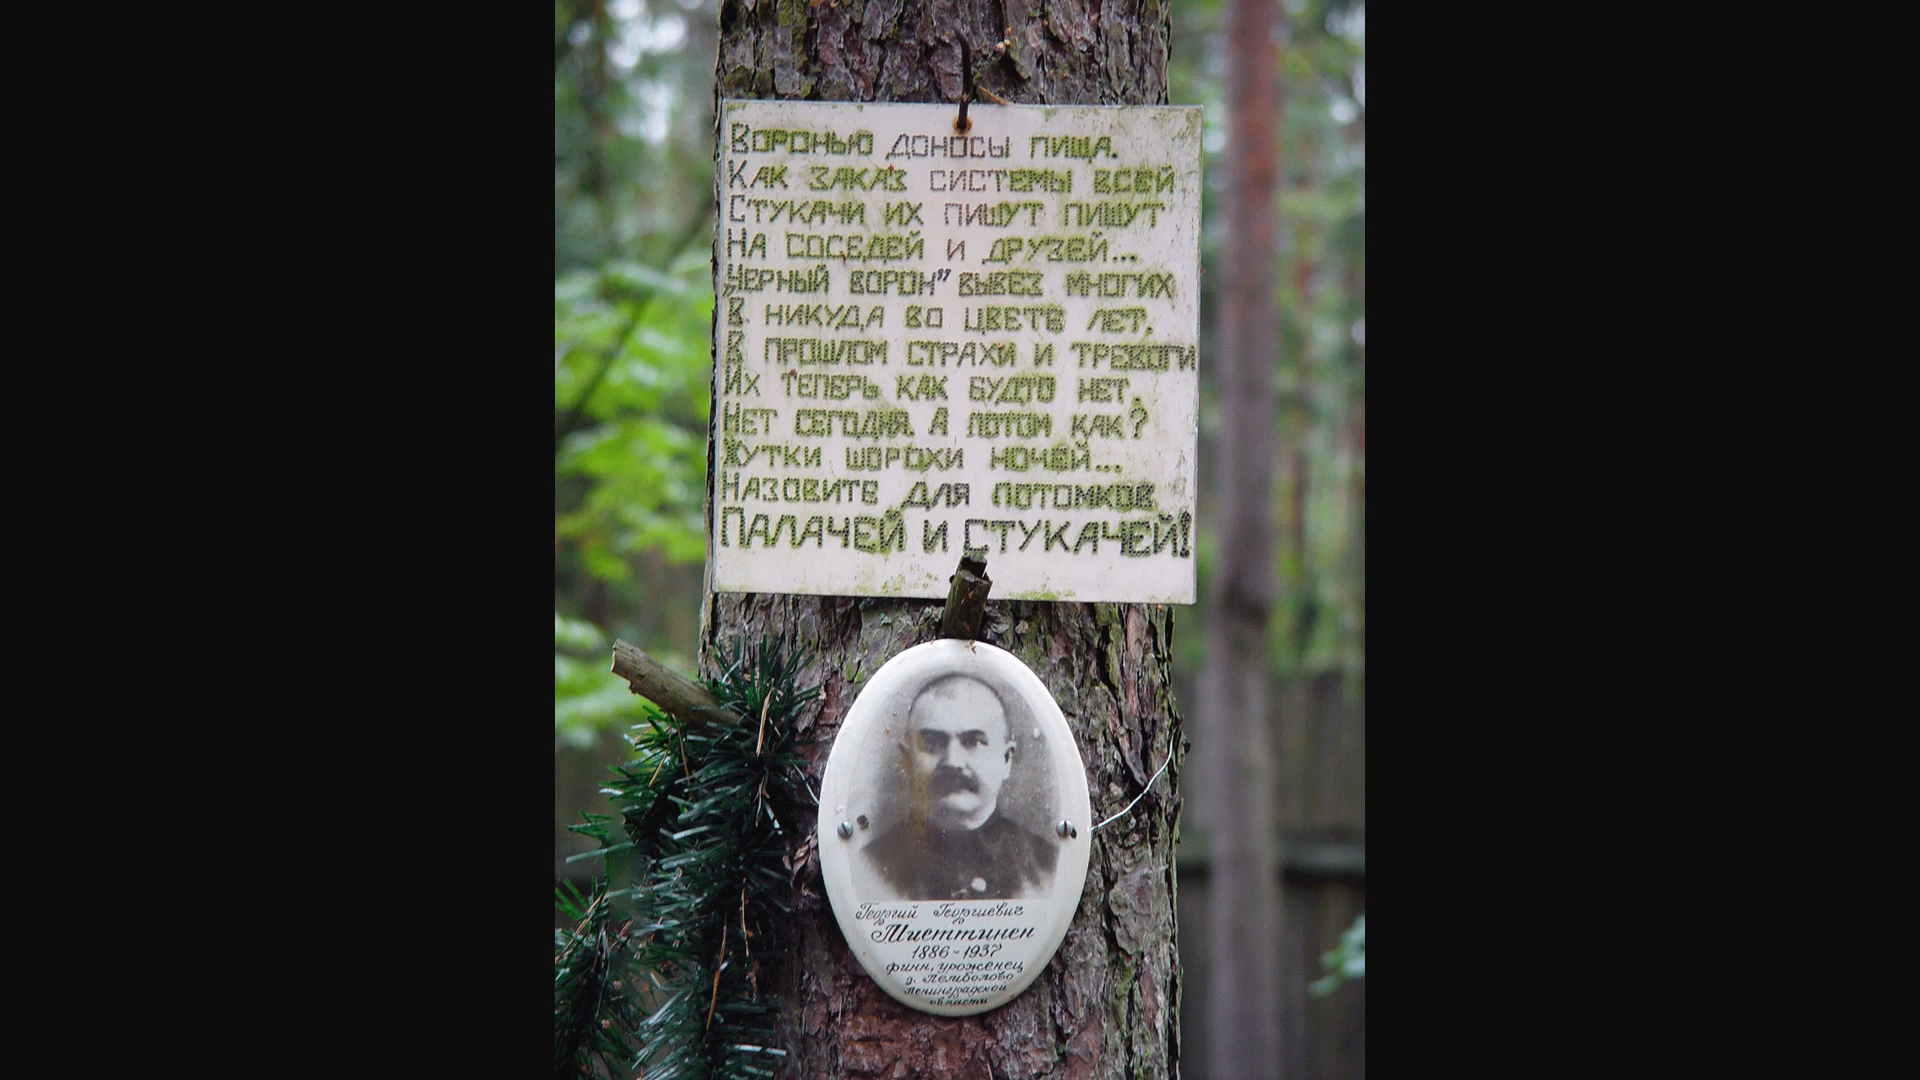 Воронью доносы пища.
Как заказ системы всей
Стукачи их пишут пишут
На соседей и друзей...
„Черный ворон” вывез многих
В никуда во цвете лет.
В прошлом страхи и тревоги
Их теперь как будто нет.
Нет сегодня. А потом как?
Жутки шорохи ночей...
Назовите для потомков
Палачей и стукачей!
Георгий Георгиевич
Миеттинен
1886-1937
финн, уроженец
д. Лемболово
Ленинградской
области